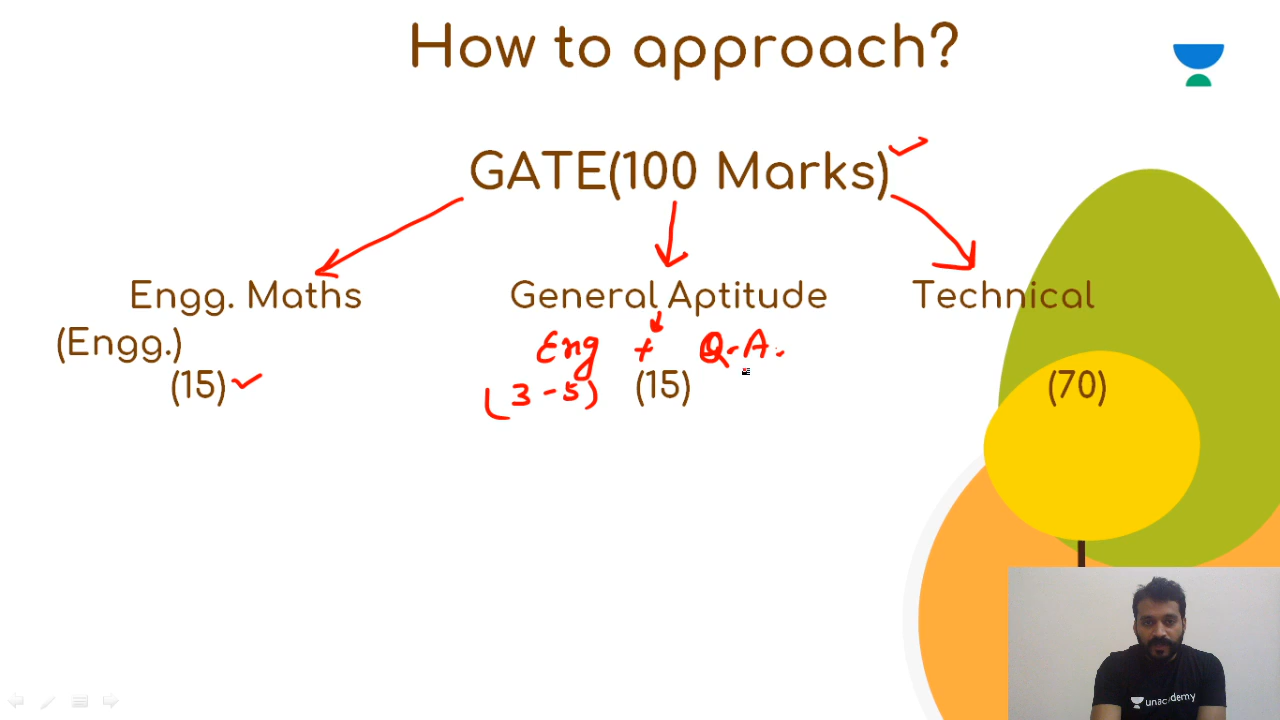 How to approach?
GATE(100 Marks)
Engg. Maths General Aptitude Technical
(Engg.) Eng + Q.A.
(15) (3-5) (15) (70)
unacademy